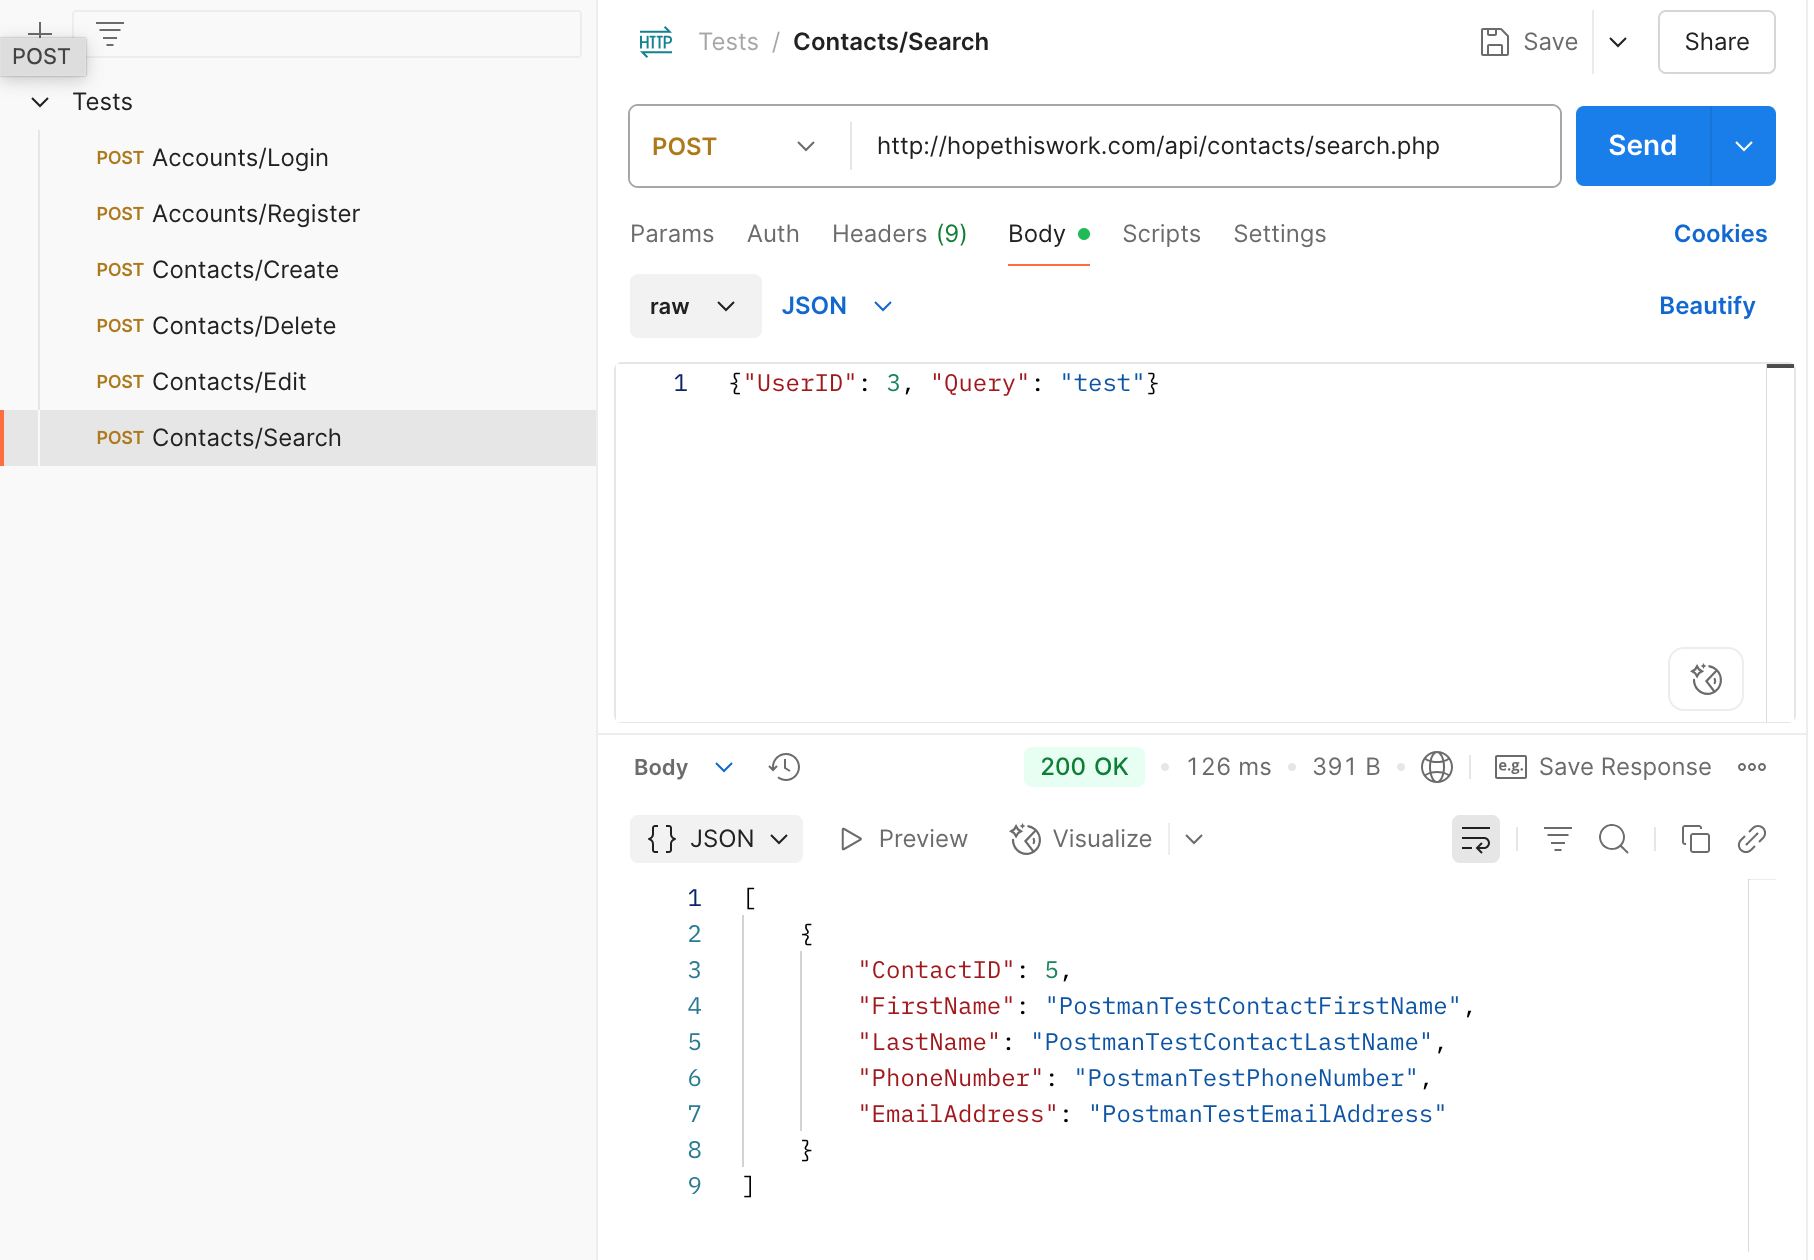 POST
Tests
POST Accounts/Login
POST Accounts/Register
POST Contacts/Create
POST Contacts/Delete
POST Contacts/Edit
POST Contacts/Search
HTTP Tests / Contacts/Search Save Share
POST http://hopethiswork.com/api/contacts/search.php Send
Params Auth Headers (9) Body Scripts Settings Cookies
raw JSON Beautify
1 {"UserID": 3, "Query": "test"}
Body 200 OK • 126 ms • 391 B • e.g. Save Response
{} JSON Preview Visualize
1 [
2 {
3 "ContactID": 5,
4 "FirstName": "PostmanTestContactFirstName",
5 "LastName": "PostmanTestContactLastName",
6 "PhoneNumber": "PostmanTestPhoneNumber",
7 "EmailAddress": "PostmanTestEmailAddress"
8 }
9 ]